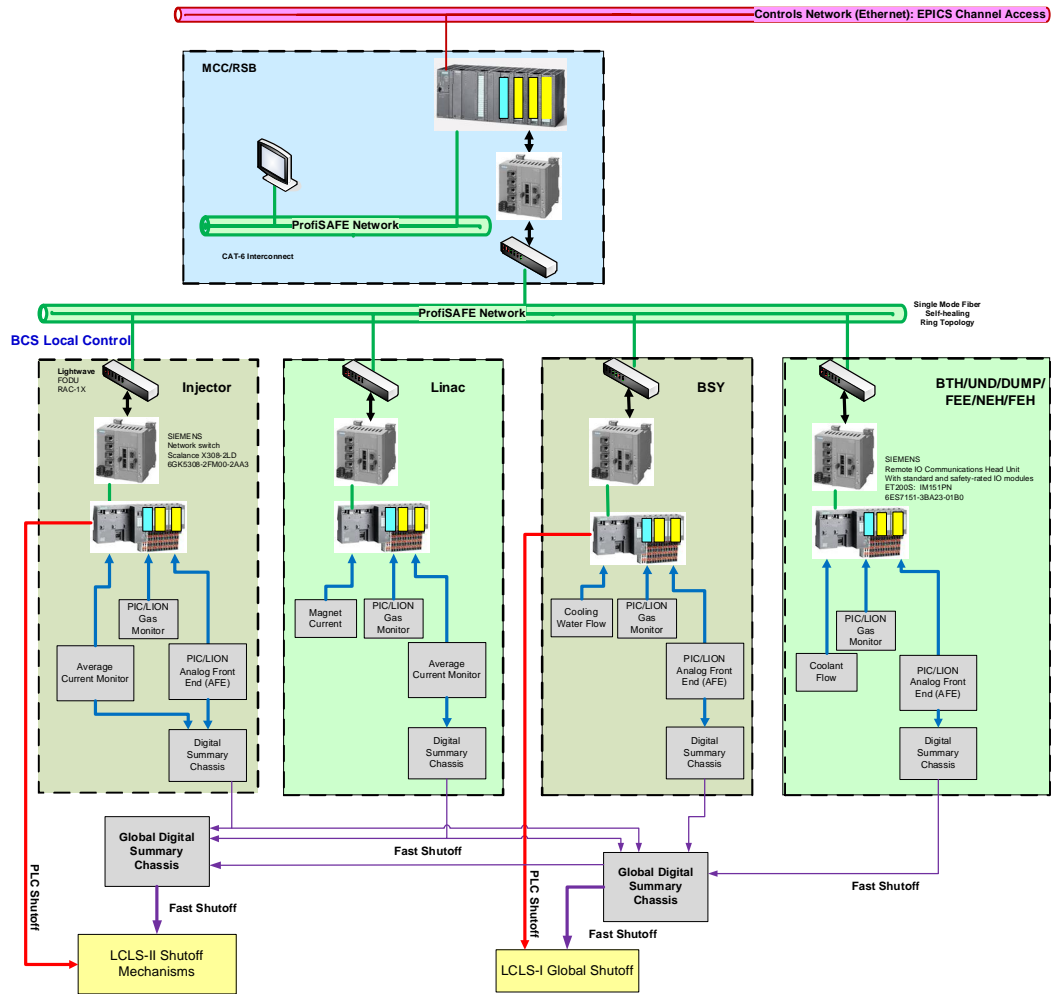 Controls Network (Ethernet): EPICS Channel Access
MCC/RSB
ProfiSAFE Network
CAT-6 Interconnect
ProfiSAFE Network
Single Mode Fiber
Self-healing
Ring Topology
BCS Local Control
Lightwave
FODU
RAC-1X
Injector
SIEMENS
Network switch
Scalance X308-2LD
6GK5308-2FM00-2AA3
PIC/LION
Gas
Monitor
Average
Current Monitor
PIC/LION
Analog Front
End (AFE)
Digital
Summary
Chassis
Linac
Magnet
Current
PIC/LION
Gas
Monitor
Average
Current Monitor
Digital
Summary
Chassis
BSY
Cooling
Water Flow
PIC/LION
Gas
Monitor
PIC/LION
Analog Front
End (AFE)
Digital
Summary
Chassis
BTH/UND/DUMP/
FEE/NEH/FEH
SIEMENS
Remote IO Communications Head Unit
With standard and safety-rated IO modules
ET200S:  IM151PN
6ES7151-3BA23-01B0
PIC/LION
Gas
Monitor
Coolant
Flow
PIC/LION
Analog Front
End (AFE)
Digital
Summary
Chassis
PLC Shutoff
Global Digital
Summary
Chassis
Fast Shutoff
Fast Shutoff
LCLS-II Shutoff
Mechanisms
PLC Shutoff
Global Digital
Summary
Chassis
Fast Shutoff
Fast Shutoff
LCLS-I Global Shutoff